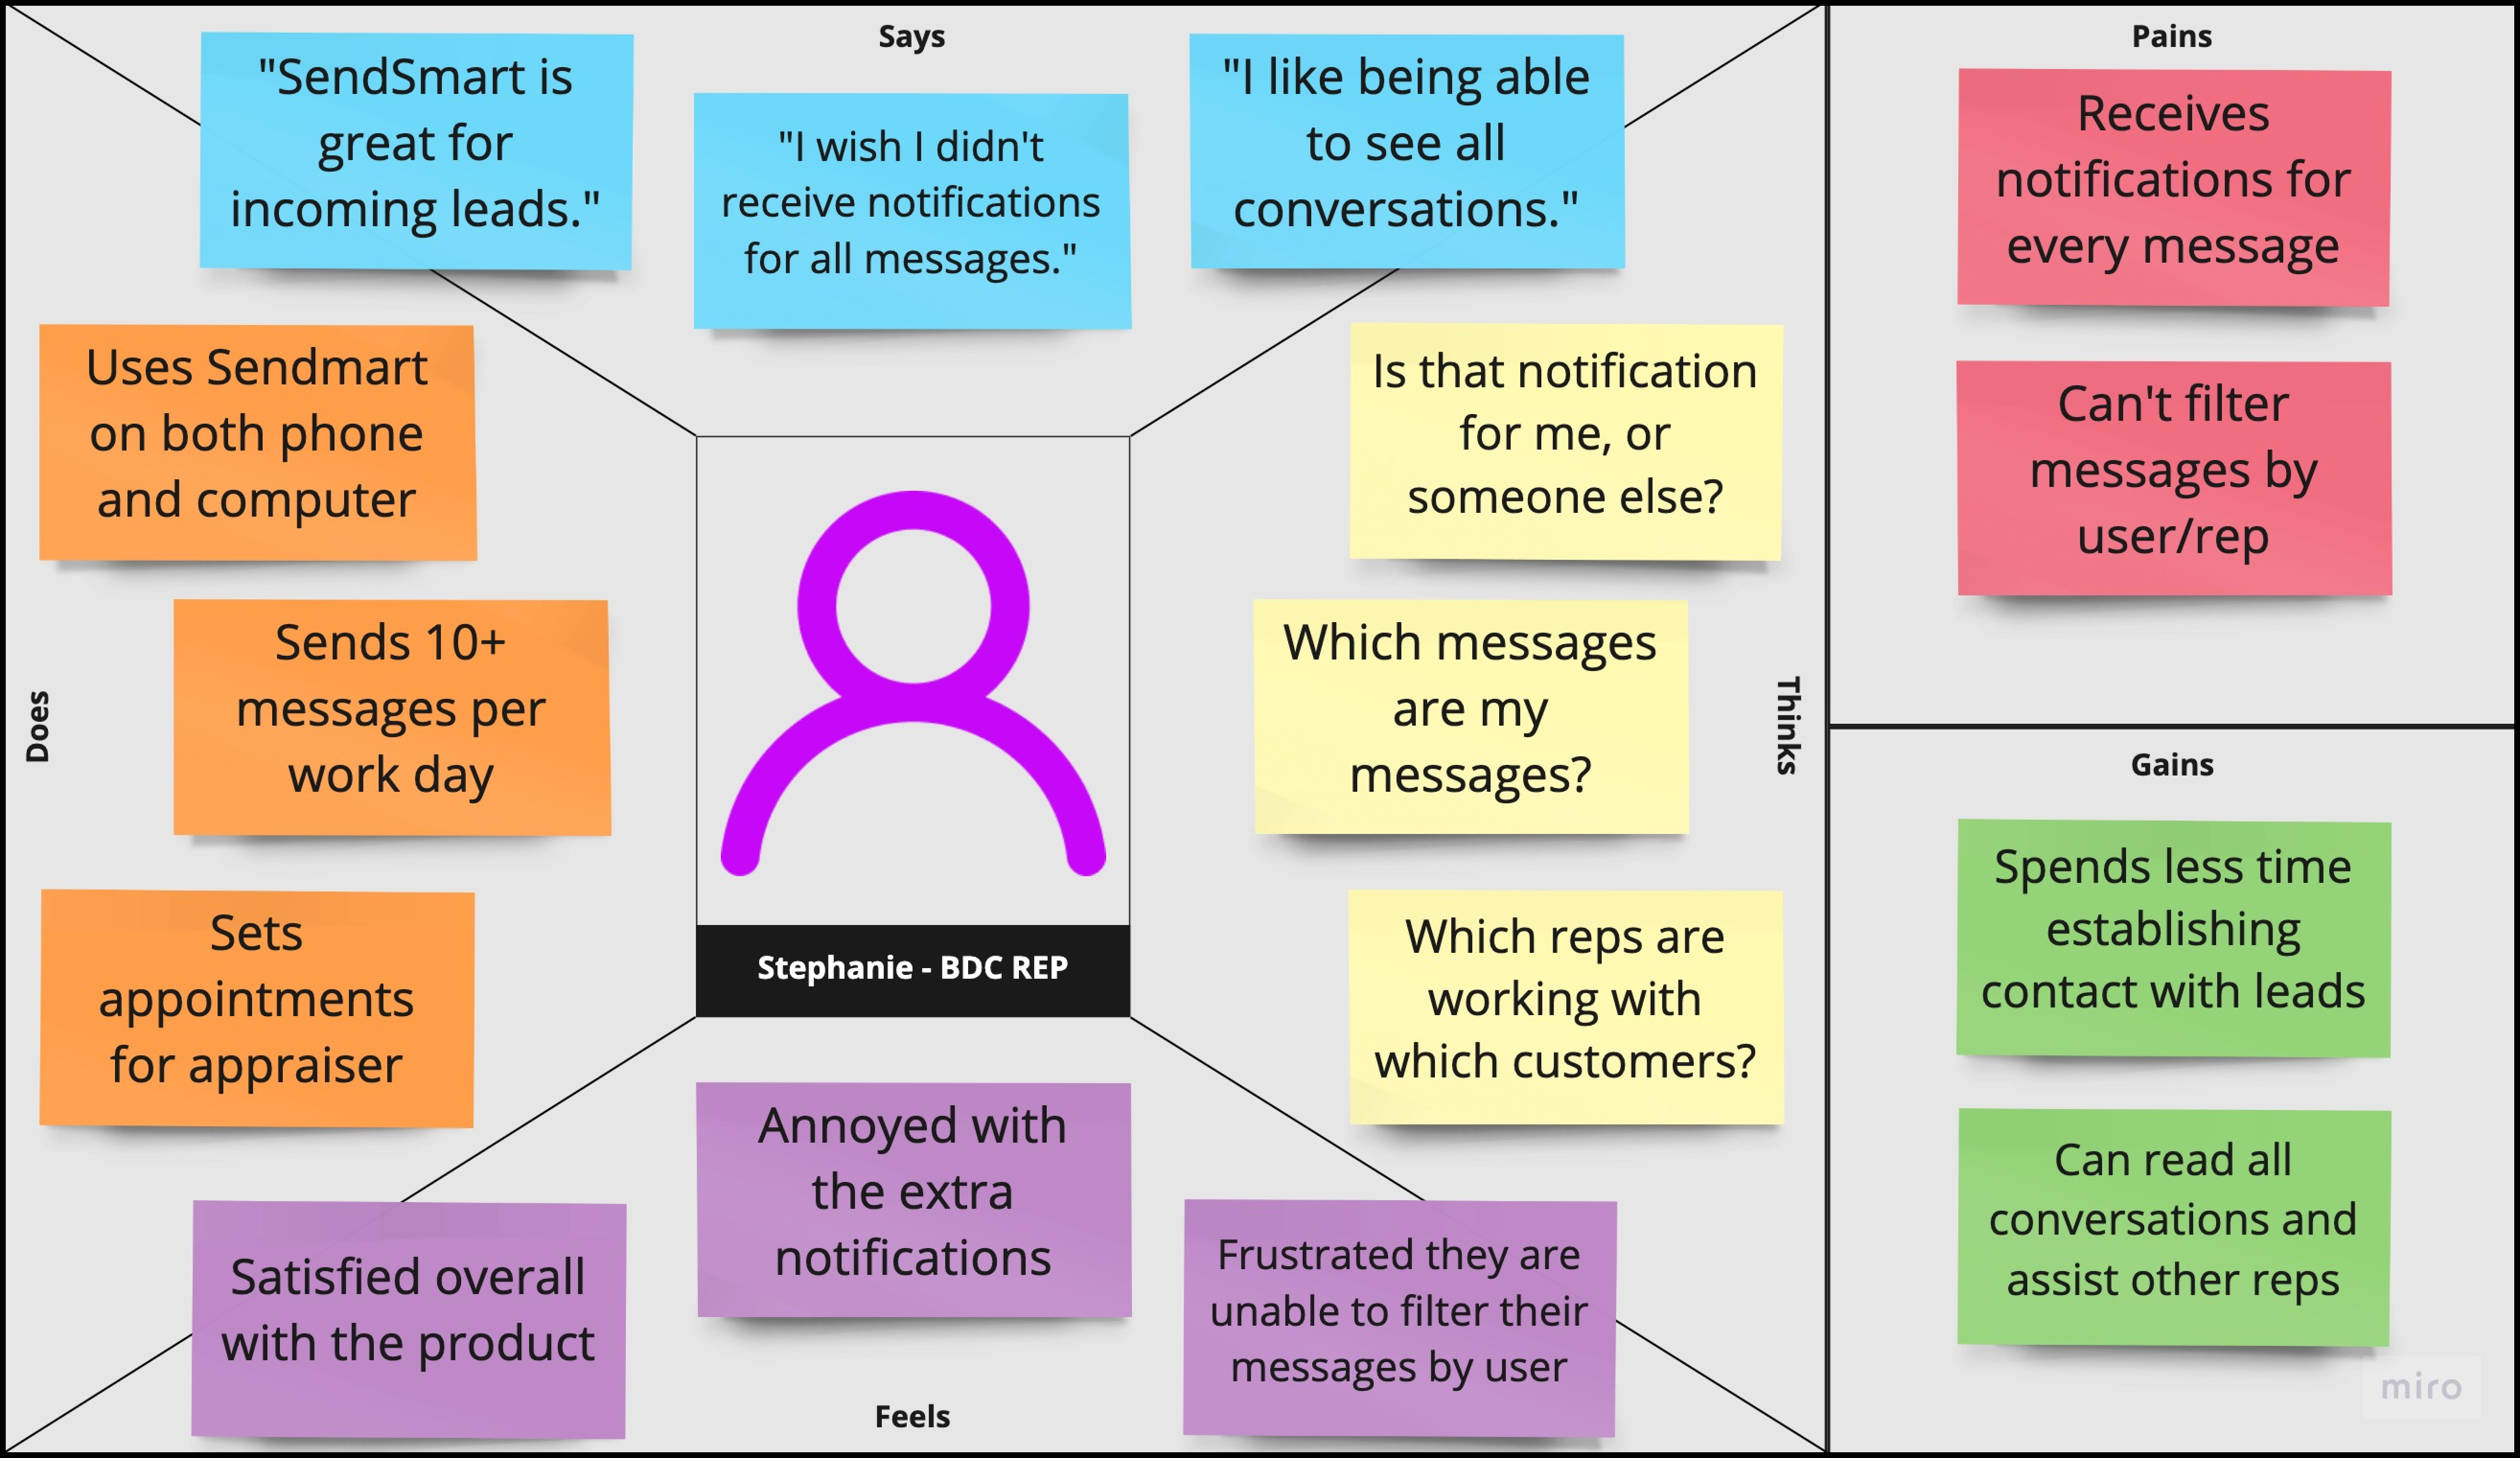 Says
"SendSmart is
great for
incoming leads."
"I wish I didn't
receive notifications
for all messages."
"I like being able
to see all
conversations."
Does
Uses Sendmart
on both phone
and computer
Sends 10+
messages per
work day
Sets
appointments
for appraiser
Stephanie - BDC REP
Thinks
Is that notification
for me, or
someone else?
Which messages
are my
messages?
Which reps are
working with
which customers?
Satisfied overall
with the product
Annoyed with
the extra
notifications
Frustrated they are
unable to filter their
messages by user
Feels
Pains
Receives
notifications for
every message
Can't filter
messages by
user/rep
Gains
Spends less time
establishing
contact with leads
Can read all
conversations and
assist other reps
miro